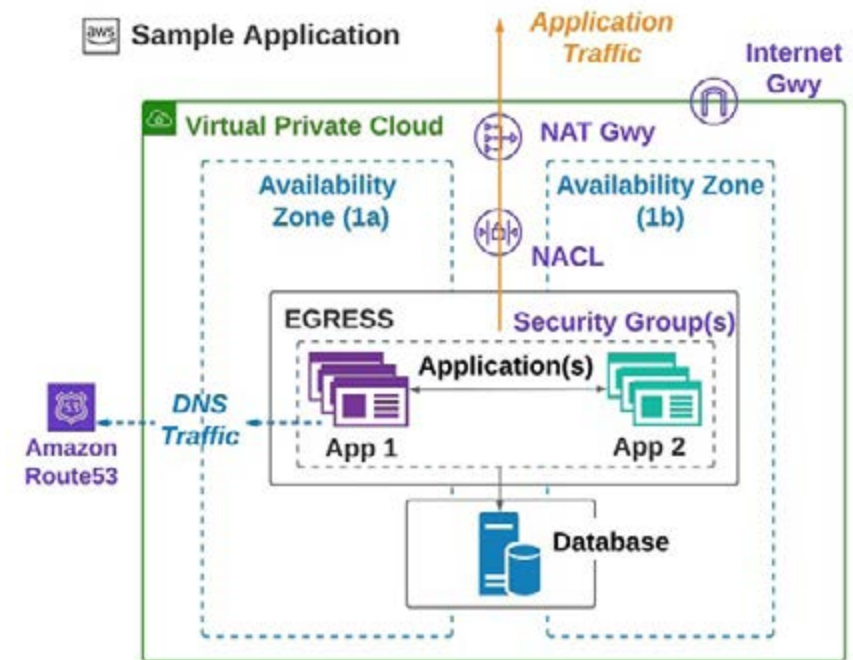 aws Sample Application
Application
Traffic
Internet
Gwy
Virtual Private Cloud
NAT Gwy
Availability
Zone (1a)
Availability Zone
(1b)
NACL
EGRESS
Security Group(s)
Application(s)
App 1
App 2
DNS
Traffic
53
Amazon
Route53
Database